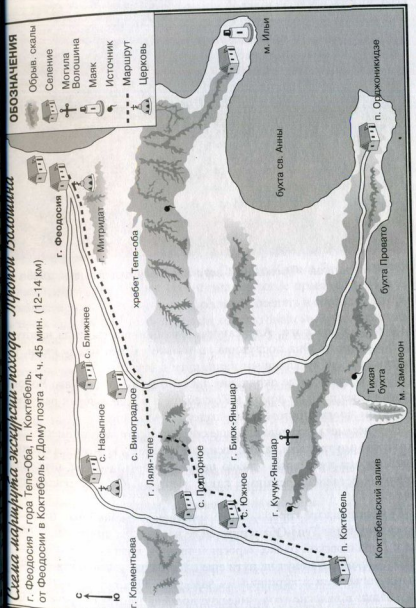 Схема маршрута экскурсии-похода "Тропой Волошина"
г. Феодосия - гора Тепе-Оба, п. Коктебель.
от Феодосии в Коктебель к Дому поэта - 4 ч. 45 мин. (12-14 км)
ОБОЗНАЧЕНИЯ
Обрыв. скалы
Селение
Могила
Волошина
Маяк
Источник
Маршрут
Церковь
г. Феодосия
г. Митридат
м. Ильи
хребет Тепе-оба
бухта св. Анны
с. Ближнее
с. Насыпное
с. Виноградное
п. Орджоникидзе
г. Клементьева
г. Ляля-тепе
с. Подгорное
г. Биюк-Янышар
бухта Провато
с. Южное
г. Кучук-Янышар
Тихая
бухта
м. Хамелеон
п. Коктебель
Коктебельский залив
С
Ю